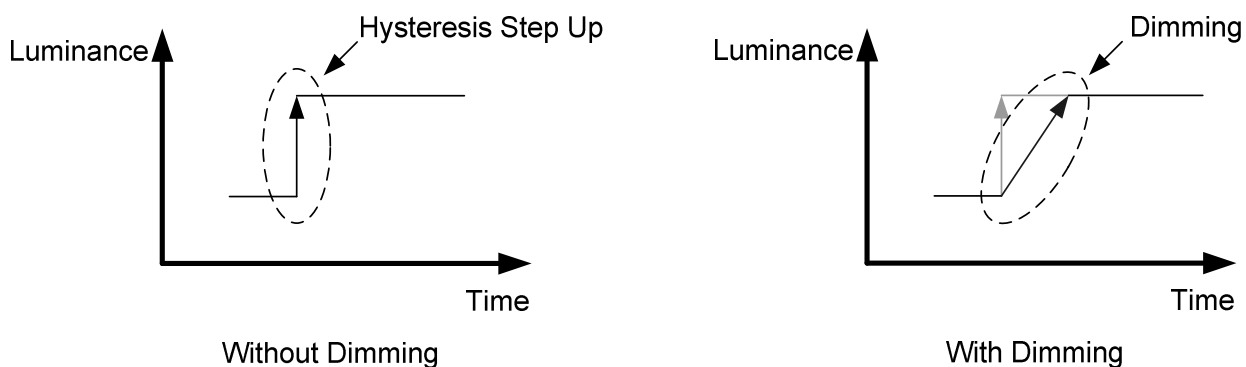 Hysteresis Step Up
Luminance
Time
Without Dimming
Dimming
Luminance
Time
With Dimming